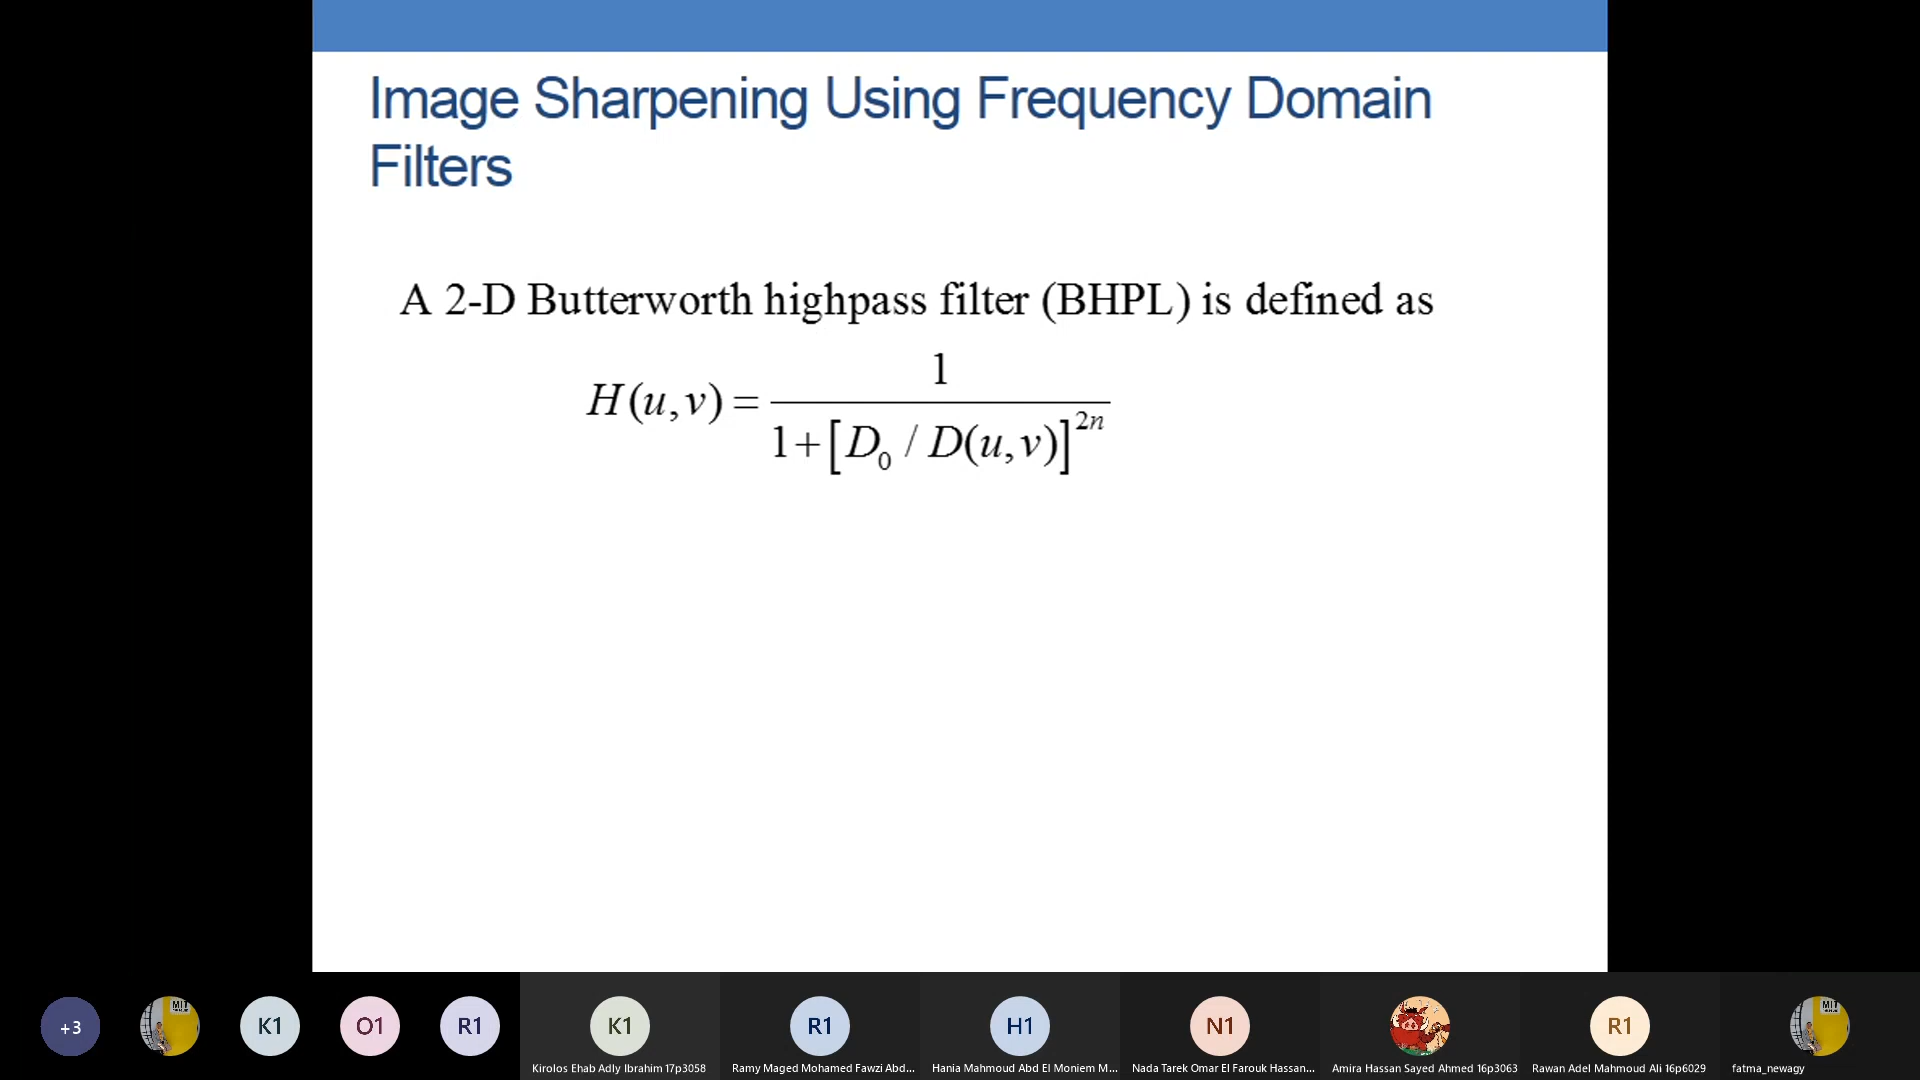 Image Sharpening Using Frequency Domain
Filters
A 2-D Butterworth highpass filter (BHPL) is defined as
H(u,v) = 1 / 1+[D₀ / D(u,v)]²ⁿ
+3
MIT
K1
O1
R1
K1
R1
H1
N1
R1
MIT
Kirolos Ehab Adly Ibrahim 17p3058
Ramy Maged Mohamed Fawzi Abd...
Hania Mahmoud Abd El Moniem M...
Nada Tarek Omar El Farouk Hassan...
Amira Hassan Sayed Ahmed 16p3063
Rawan Adel Mahmoud Ali 16p6029
fatma_newagy